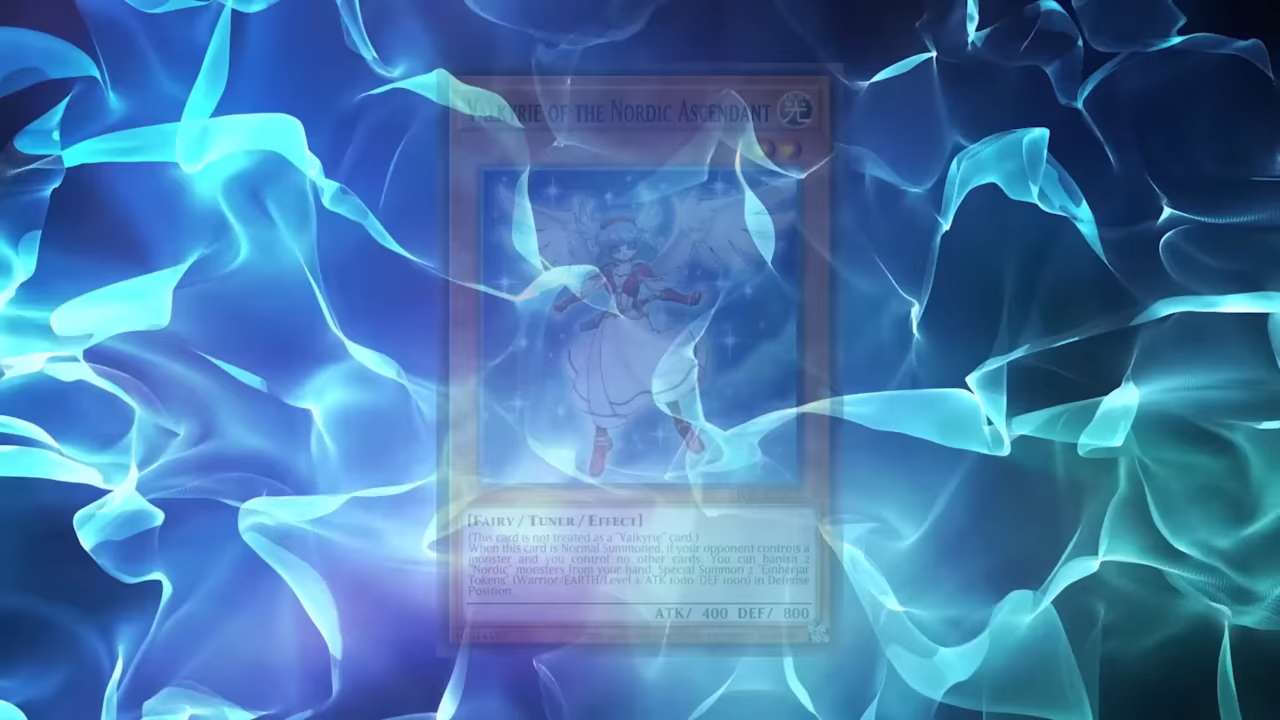 Valkyrie of the Nordic Ascendant
光
[Fairy / Tuner / Effect]
(This card is not treated as a "Valkyrie" card.)
When this card is Normal Summoned, if your opponent controls a
monster and you control no other cards: You can banish 2
"Nordic" monsters from your hand; Special Summon 2 "Einherjar
Tokens" (Warrior/EARTH/Level 4/ATK 1000/DEF 1000) in Defense
Position.
ATK/ 400 DEF/ 800